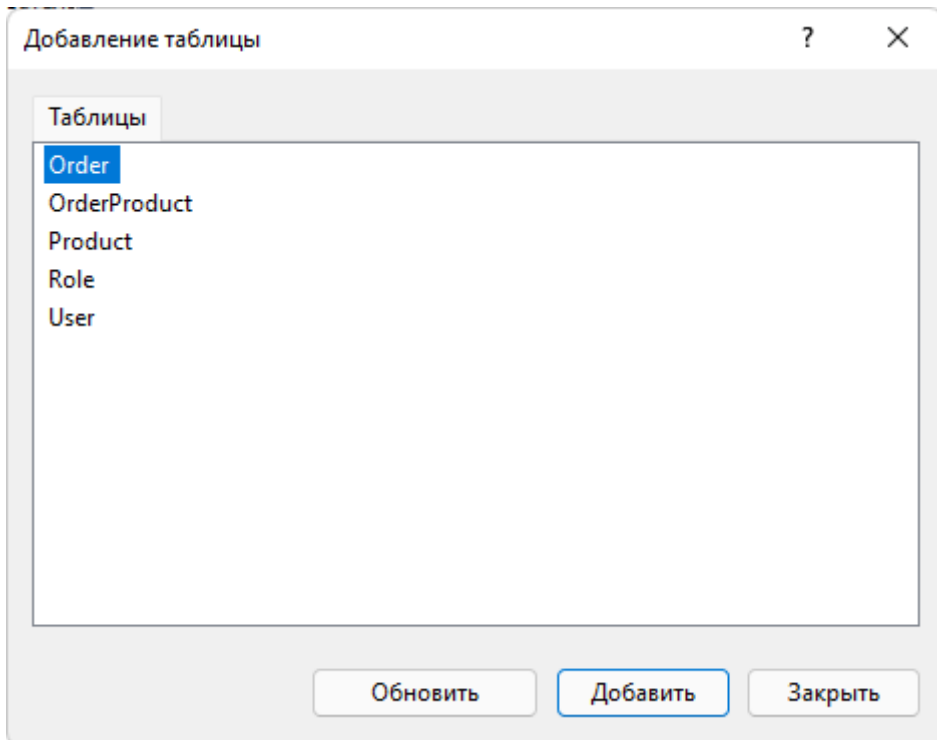 Добавление таблицы ?
Таблицы
Order
OrderProduct
Product
Role
User
Обновить Добавить Закрыть